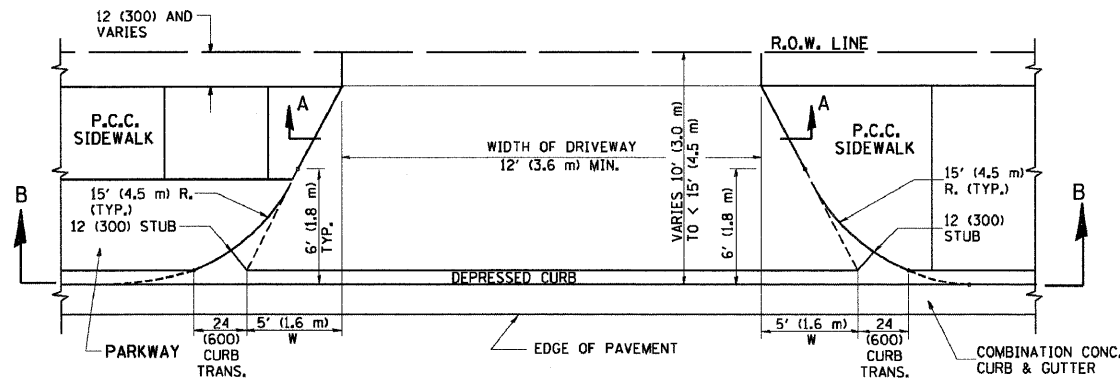 12 (300) AND
VARIES
R.O.W. LINE
P.C.C.
SIDEWALK
A
WIDTH OF DRIVEWAY
12' (3.6 m) MIN.
VARIES 10' (3.0 m)
TO < 15' (4.5 m)
A
P.C.C.
SIDEWALK
B
15' (4.5 m) R.
(TYP.)
12 (300) STUB
6' (1.8 m)
TYP.
6' (1.8 m)
15' (4.5 m)
R. (TYP.)
12 (300)
STUB
B
DEPRESSED CURB
PARKWAY
24
(600)
CURB
TRANS.
5' (1.6 m)
W
EDGE OF PAVEMENT
5' (1.6 m)
W
24
(600)
CURB
TRANS.
COMBINATION CONC.
CURB & GUTTER